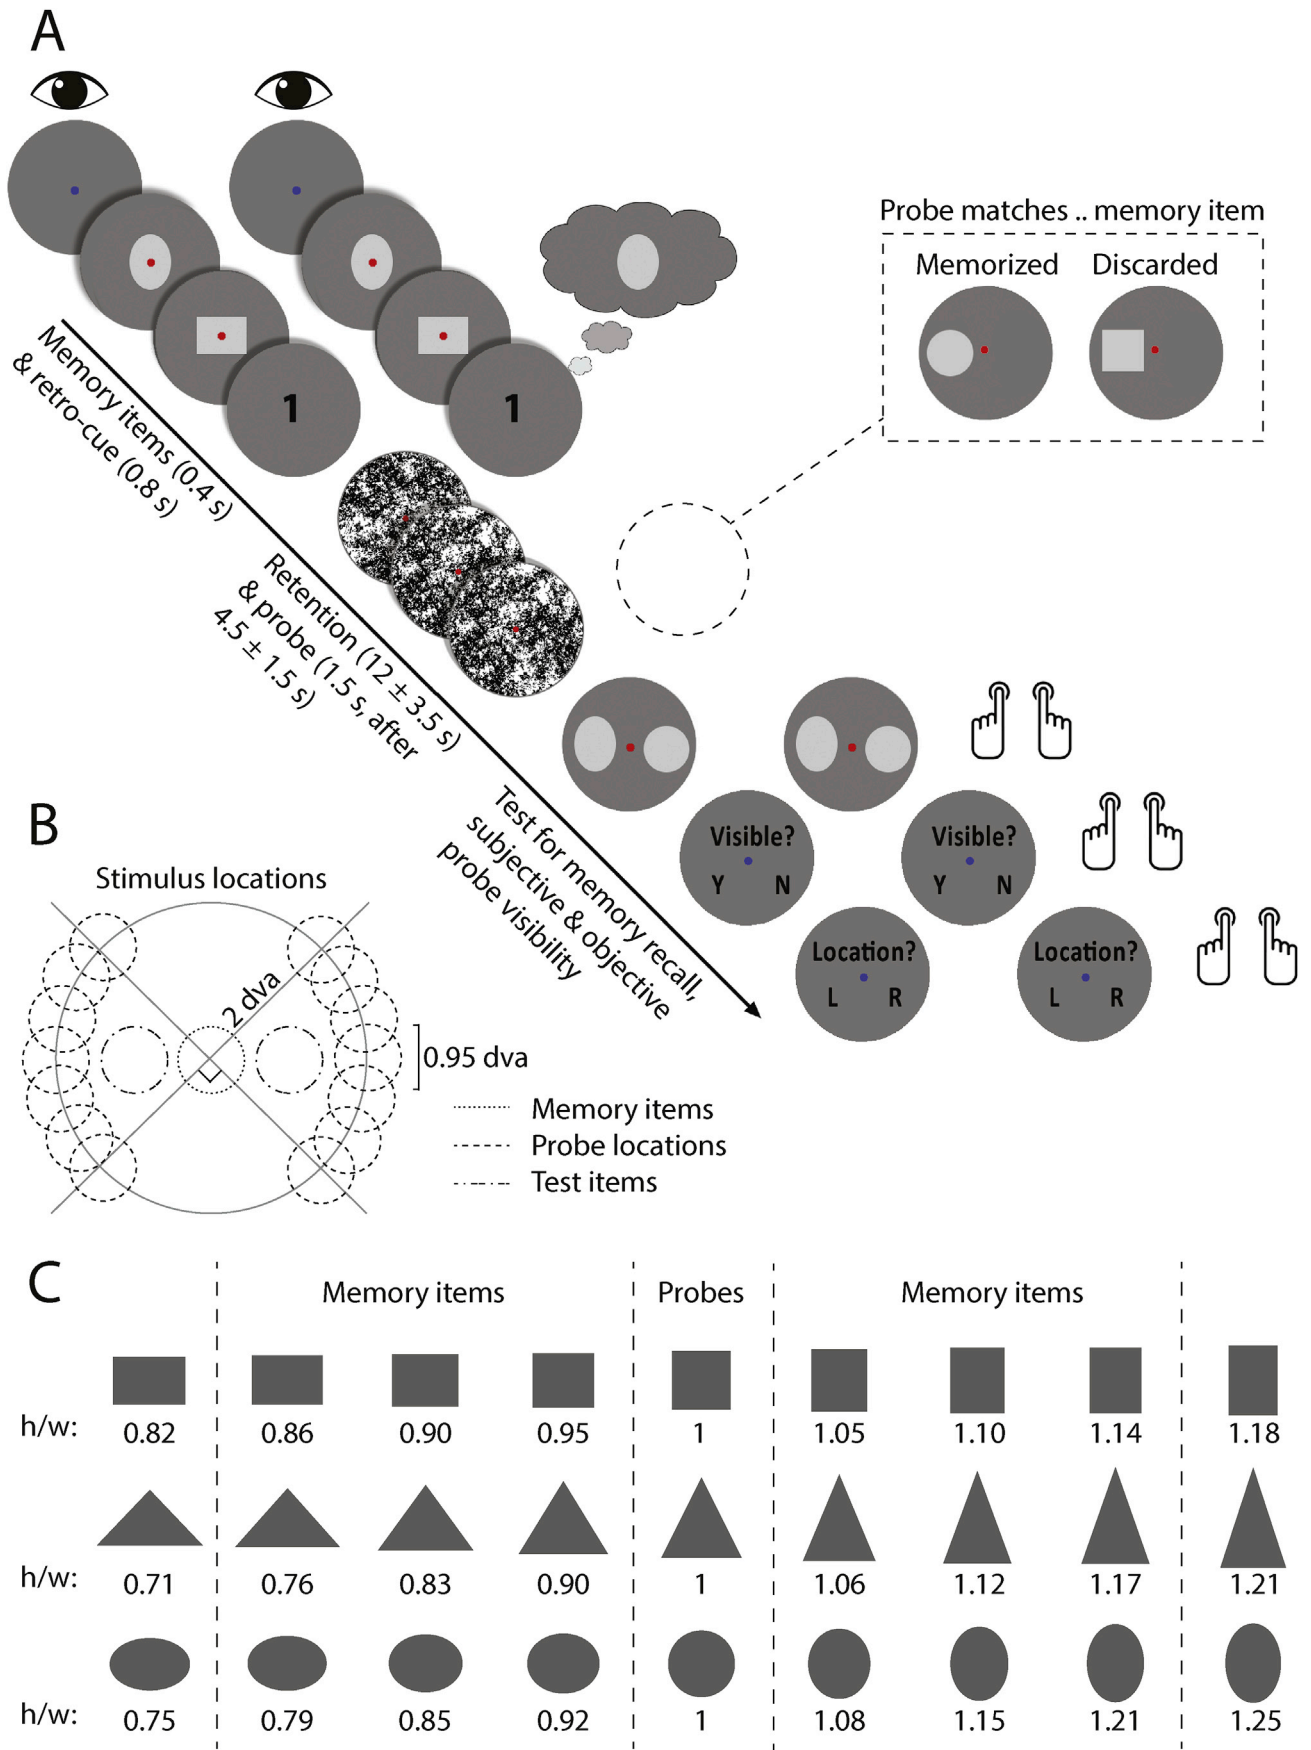 A
Probe matches .. memory item
Memorized
Discarded
1
1
Memory items (0.4 s)
& retro-cue (0.8 s)
Retention (12 ± 3.5 s)
& probe (1.5 s, after
4.5 ± 1.5 s)
Test for memory recall,
subjective & objective
probe visibility
Visible?
Y N
Visible?
Y N
Location?
L R
Location?
L R
B
Stimulus locations
2 dva
0.95 dva
Memory items
Probe locations
Test items
C
Memory items
Probes
Memory items
h/w: 0.82 0.86 0.90 0.95 1 1.05 1.10 1.14 1.18
h/w: 0.71 0.76 0.83 0.90 1 1.06 1.12 1.17 1.21
h/w: 0.75 0.79 0.85 0.92 1 1.08 1.15 1.21 1.25